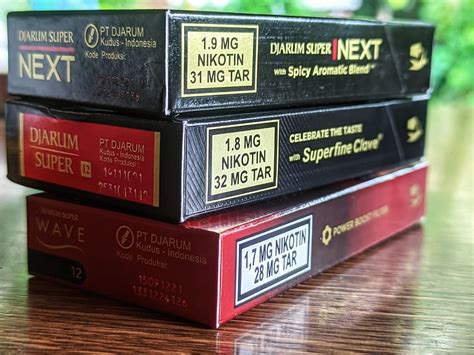 DJARUM SUPER
NEXT
PT DJARUM
Kudus - Indonesia
Kode Produksi:
1.9 MG
NIKOTIN
31 MG TAR
DJARUM SUPER NEXT
with Spicy Aromatic Blend
DJARUM
SUPER 12
PT DJARUM
Kudus - Indonesia
Kode Produksi:
1.8 MG
NIKOTIN
32 MG TAR
CELEBRATE THE TASTE
with Superfine Clove®
DJARUM SUPER
WAVE
12
PT DJARUM
Kudus - Indonesia
Kode Produksi:
1,7 MG NIKOTIN
28 MG TAR
POWER BOOST FILTER